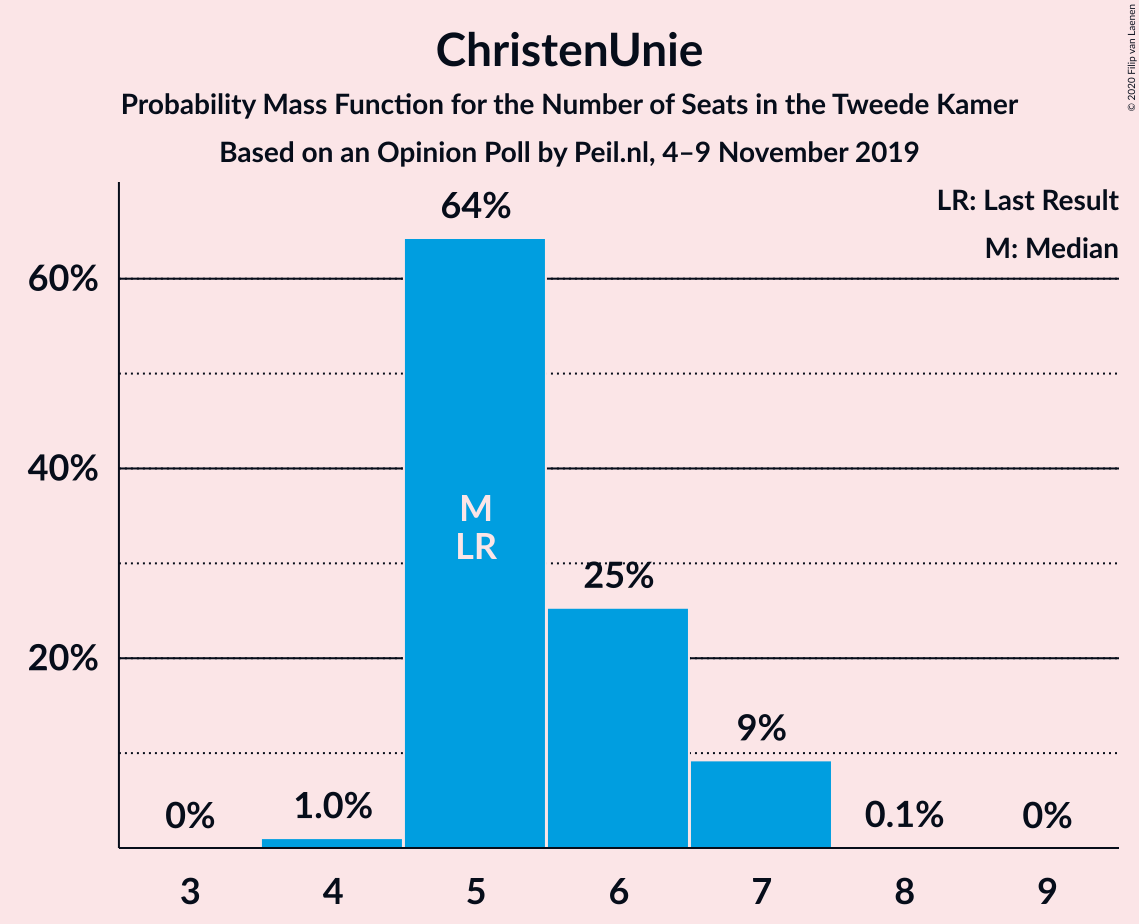 ChristenUnie
Probability Mass Function for the Number of Seats in the Tweede Kamer
Based on an Opinion Poll by Peil.nl, 4–9 November 2019
© 2020 Filip van Laenen
LR: Last Result
M: Median
60%
40%
20%
0%
1.0%
64%
M
LR
25%
9%
0.1%
0%
3 4 5 6 7 8 9